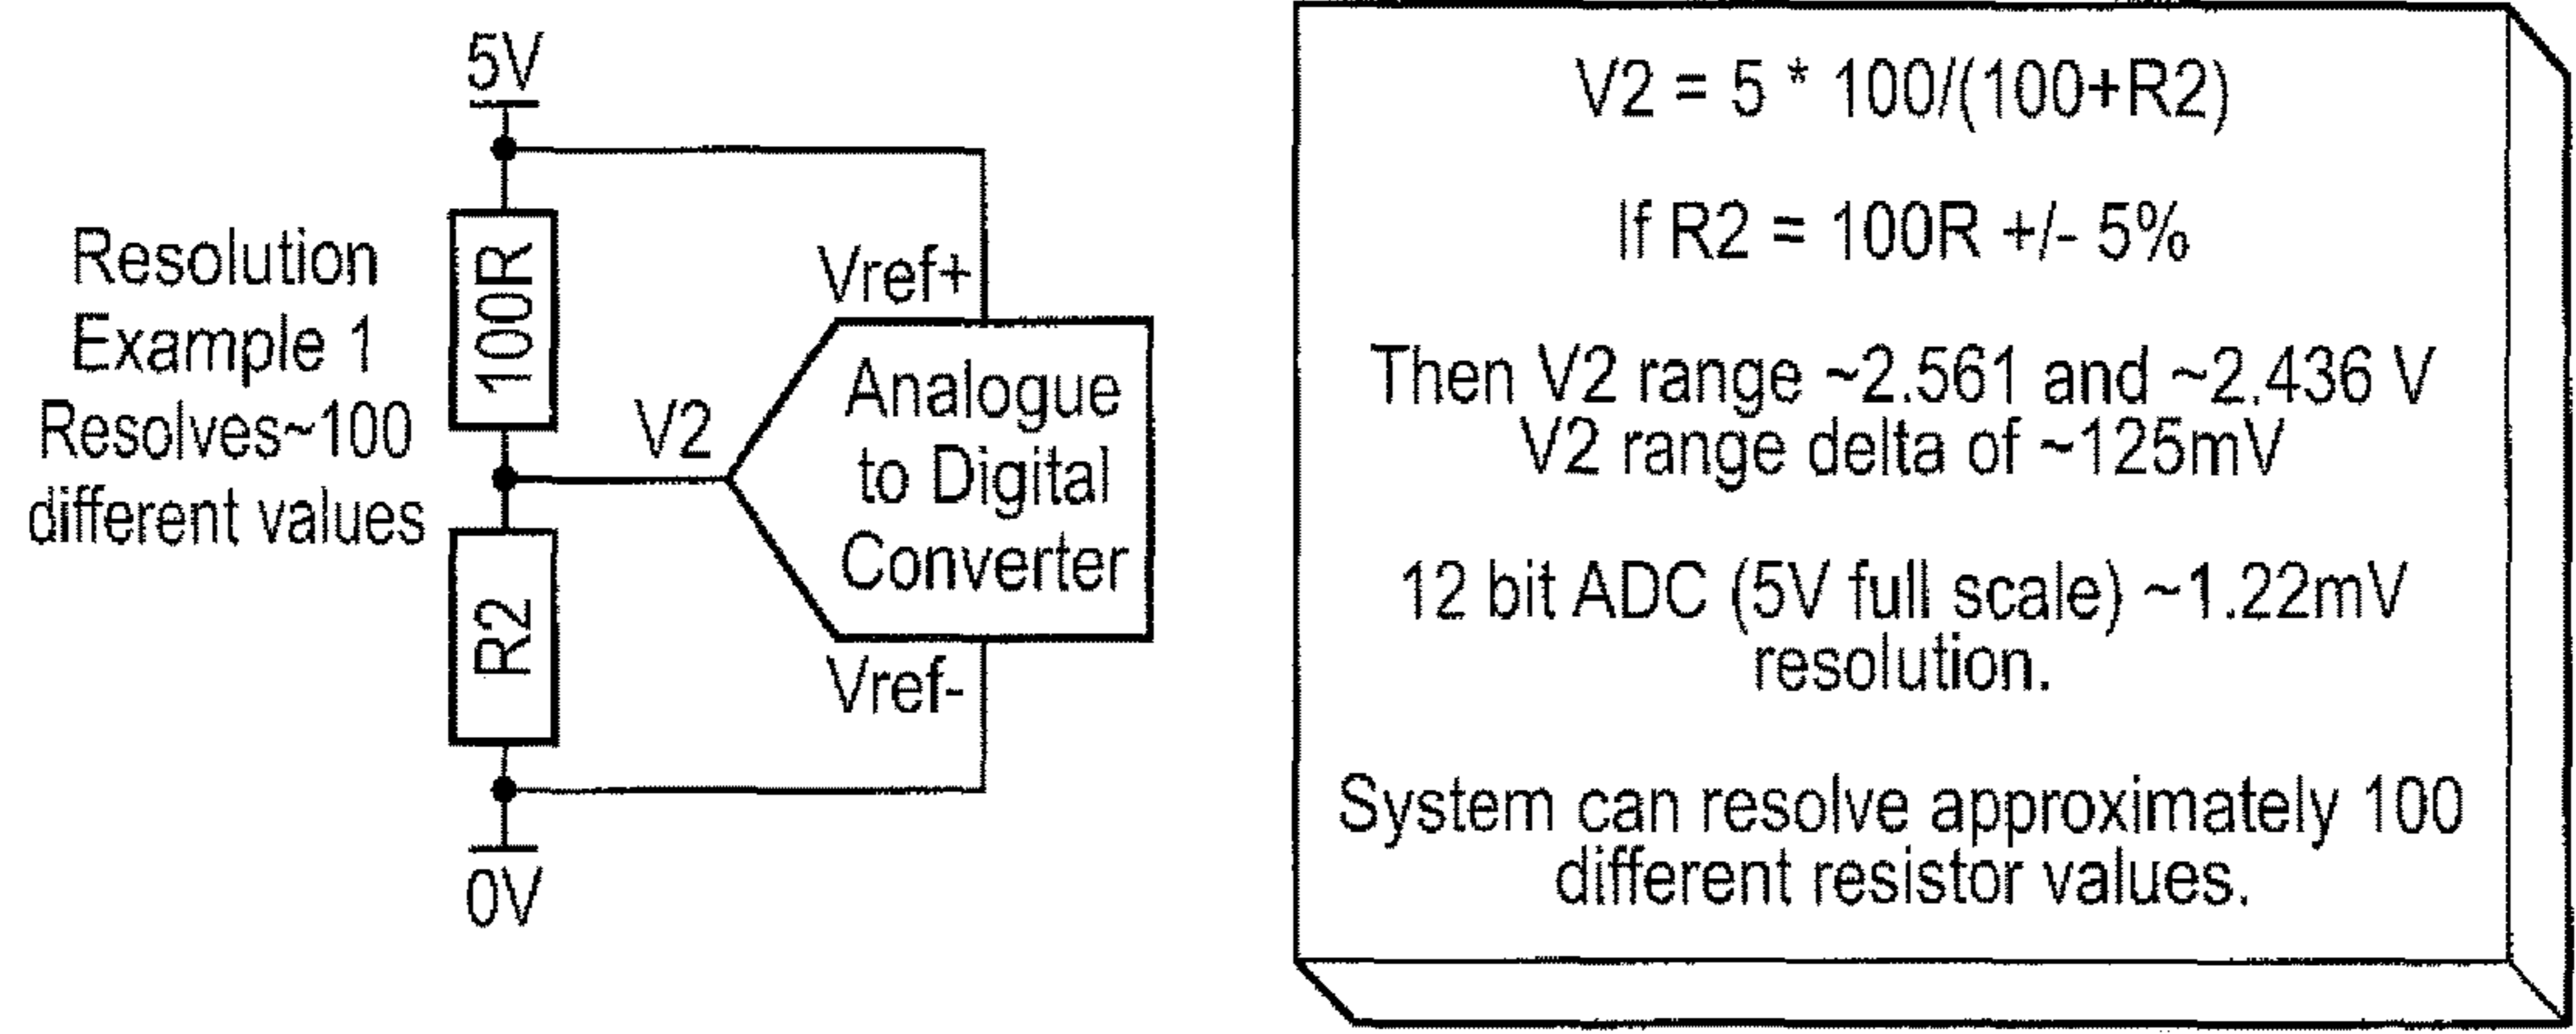 5V
Resolution
Example 1
Resolves~100
different values
100R
R2
V2
Vref+
Analogue
to Digital
Converter
Vref-
0V
V2 = 5 * 100/(100+R2)
If R2 = 100R +/- 5%
Then V2 range ~2.561 and ~2.436 V
V2 range delta of ~125mV
12 bit ADC (5V full scale) ~1.22mV
resolution.
System can resolve approximately 100
different resistor values.